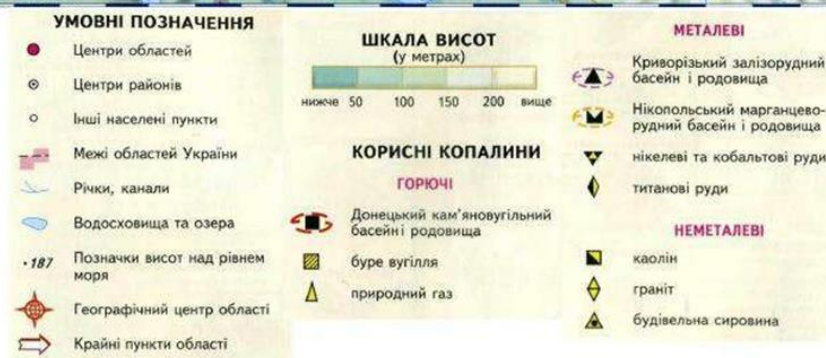 УМОВНІ ПОЗНАЧЕННЯ
Центри областей
Центри районів
Інші населені пункти
Межі областей України
Річки, канали
Водосховища та озера
·187 Позначки висот над рівнем
моря
Географічний центр області
Крайні пункти області
ШКАЛА ВИСОТ
(у метрах)
нижче 50 100 150 200 вище
КОРИСНІ КОПАЛИНИ
ГОРЮЧІ
Донецький кам'яновугільний
басейн і родовища
буре вугілля
природний газ
МЕТАЛЕВІ
Криворізький залізорудний
басейн і родовища
Нікопольський марганцево-
рудний басейн і родовища
нікелеві та кобальтові руди
титанові руди
НЕМЕТАЛЕВІ
каолін
граніт
будівельна сировина